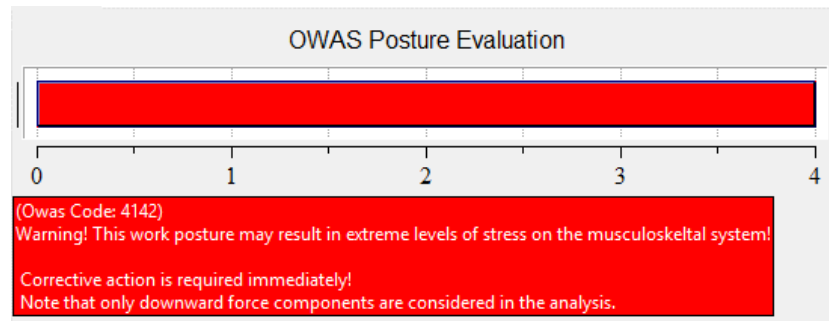 OWAS Posture Evaluation
0 1 2 3 4
(Owas Code: 4142)
Warning! This work posture may result in extreme levels of stress on the musculoskeltal system!
Corrective action is required immediately!
Note that only downward force components are considered in the analysis.